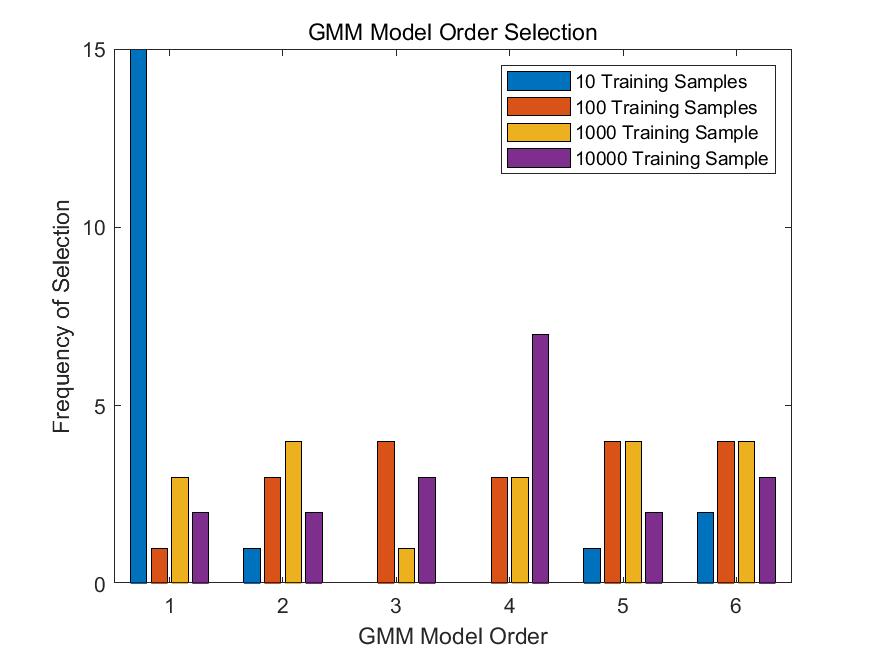 GMM Model Order Selection
15
10
5
0
Frequency of Selection
10 Training Samples
100 Training Samples
1000 Training Sample
10000 Training Sample
1 2 3 4 5 6
GMM Model Order